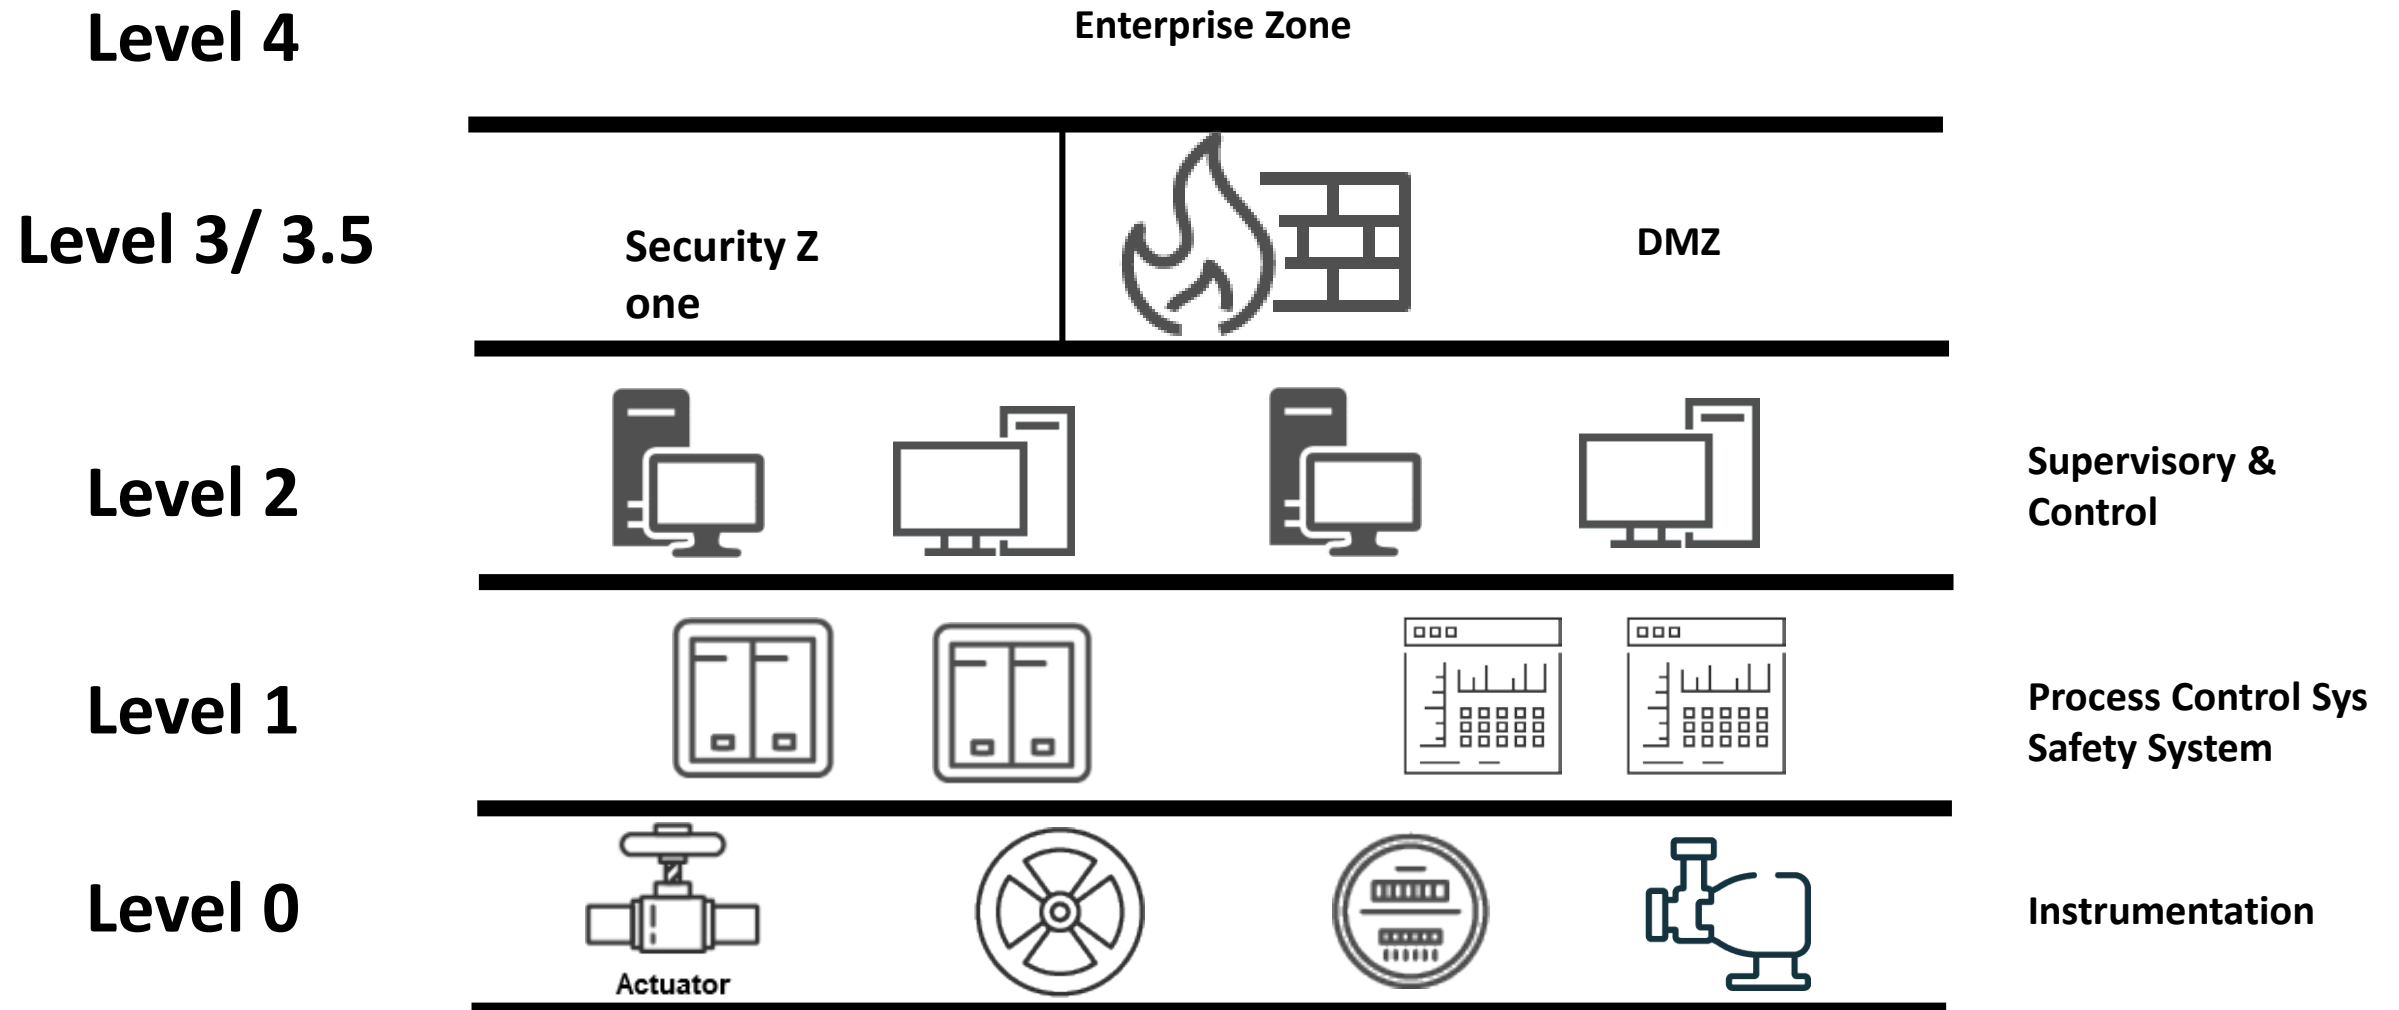 Level 4
Enterprise Zone
Level 3/ 3.5
Security Z
one
DMZ
Level 2
Supervisory &
Control
Level 1
Process Control Sys
Safety System
Level 0
Actuator
Instrumentation